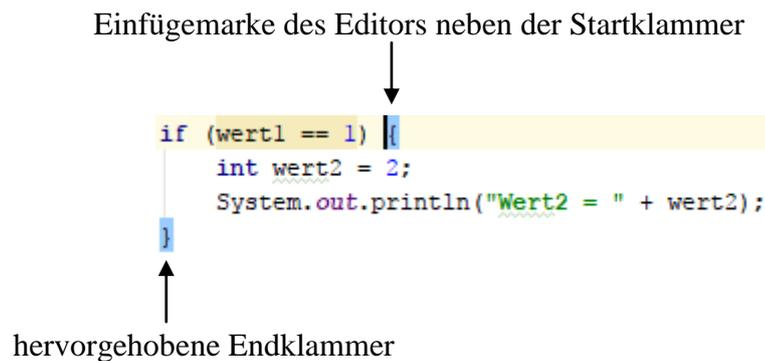 Einfügemarke des Editors neben der Startklammer
if (wert1 == 1) {
int wert2 = 2;
System.out.println("Wert2 = " + wert2);
}
hervorgehobene Endklammer